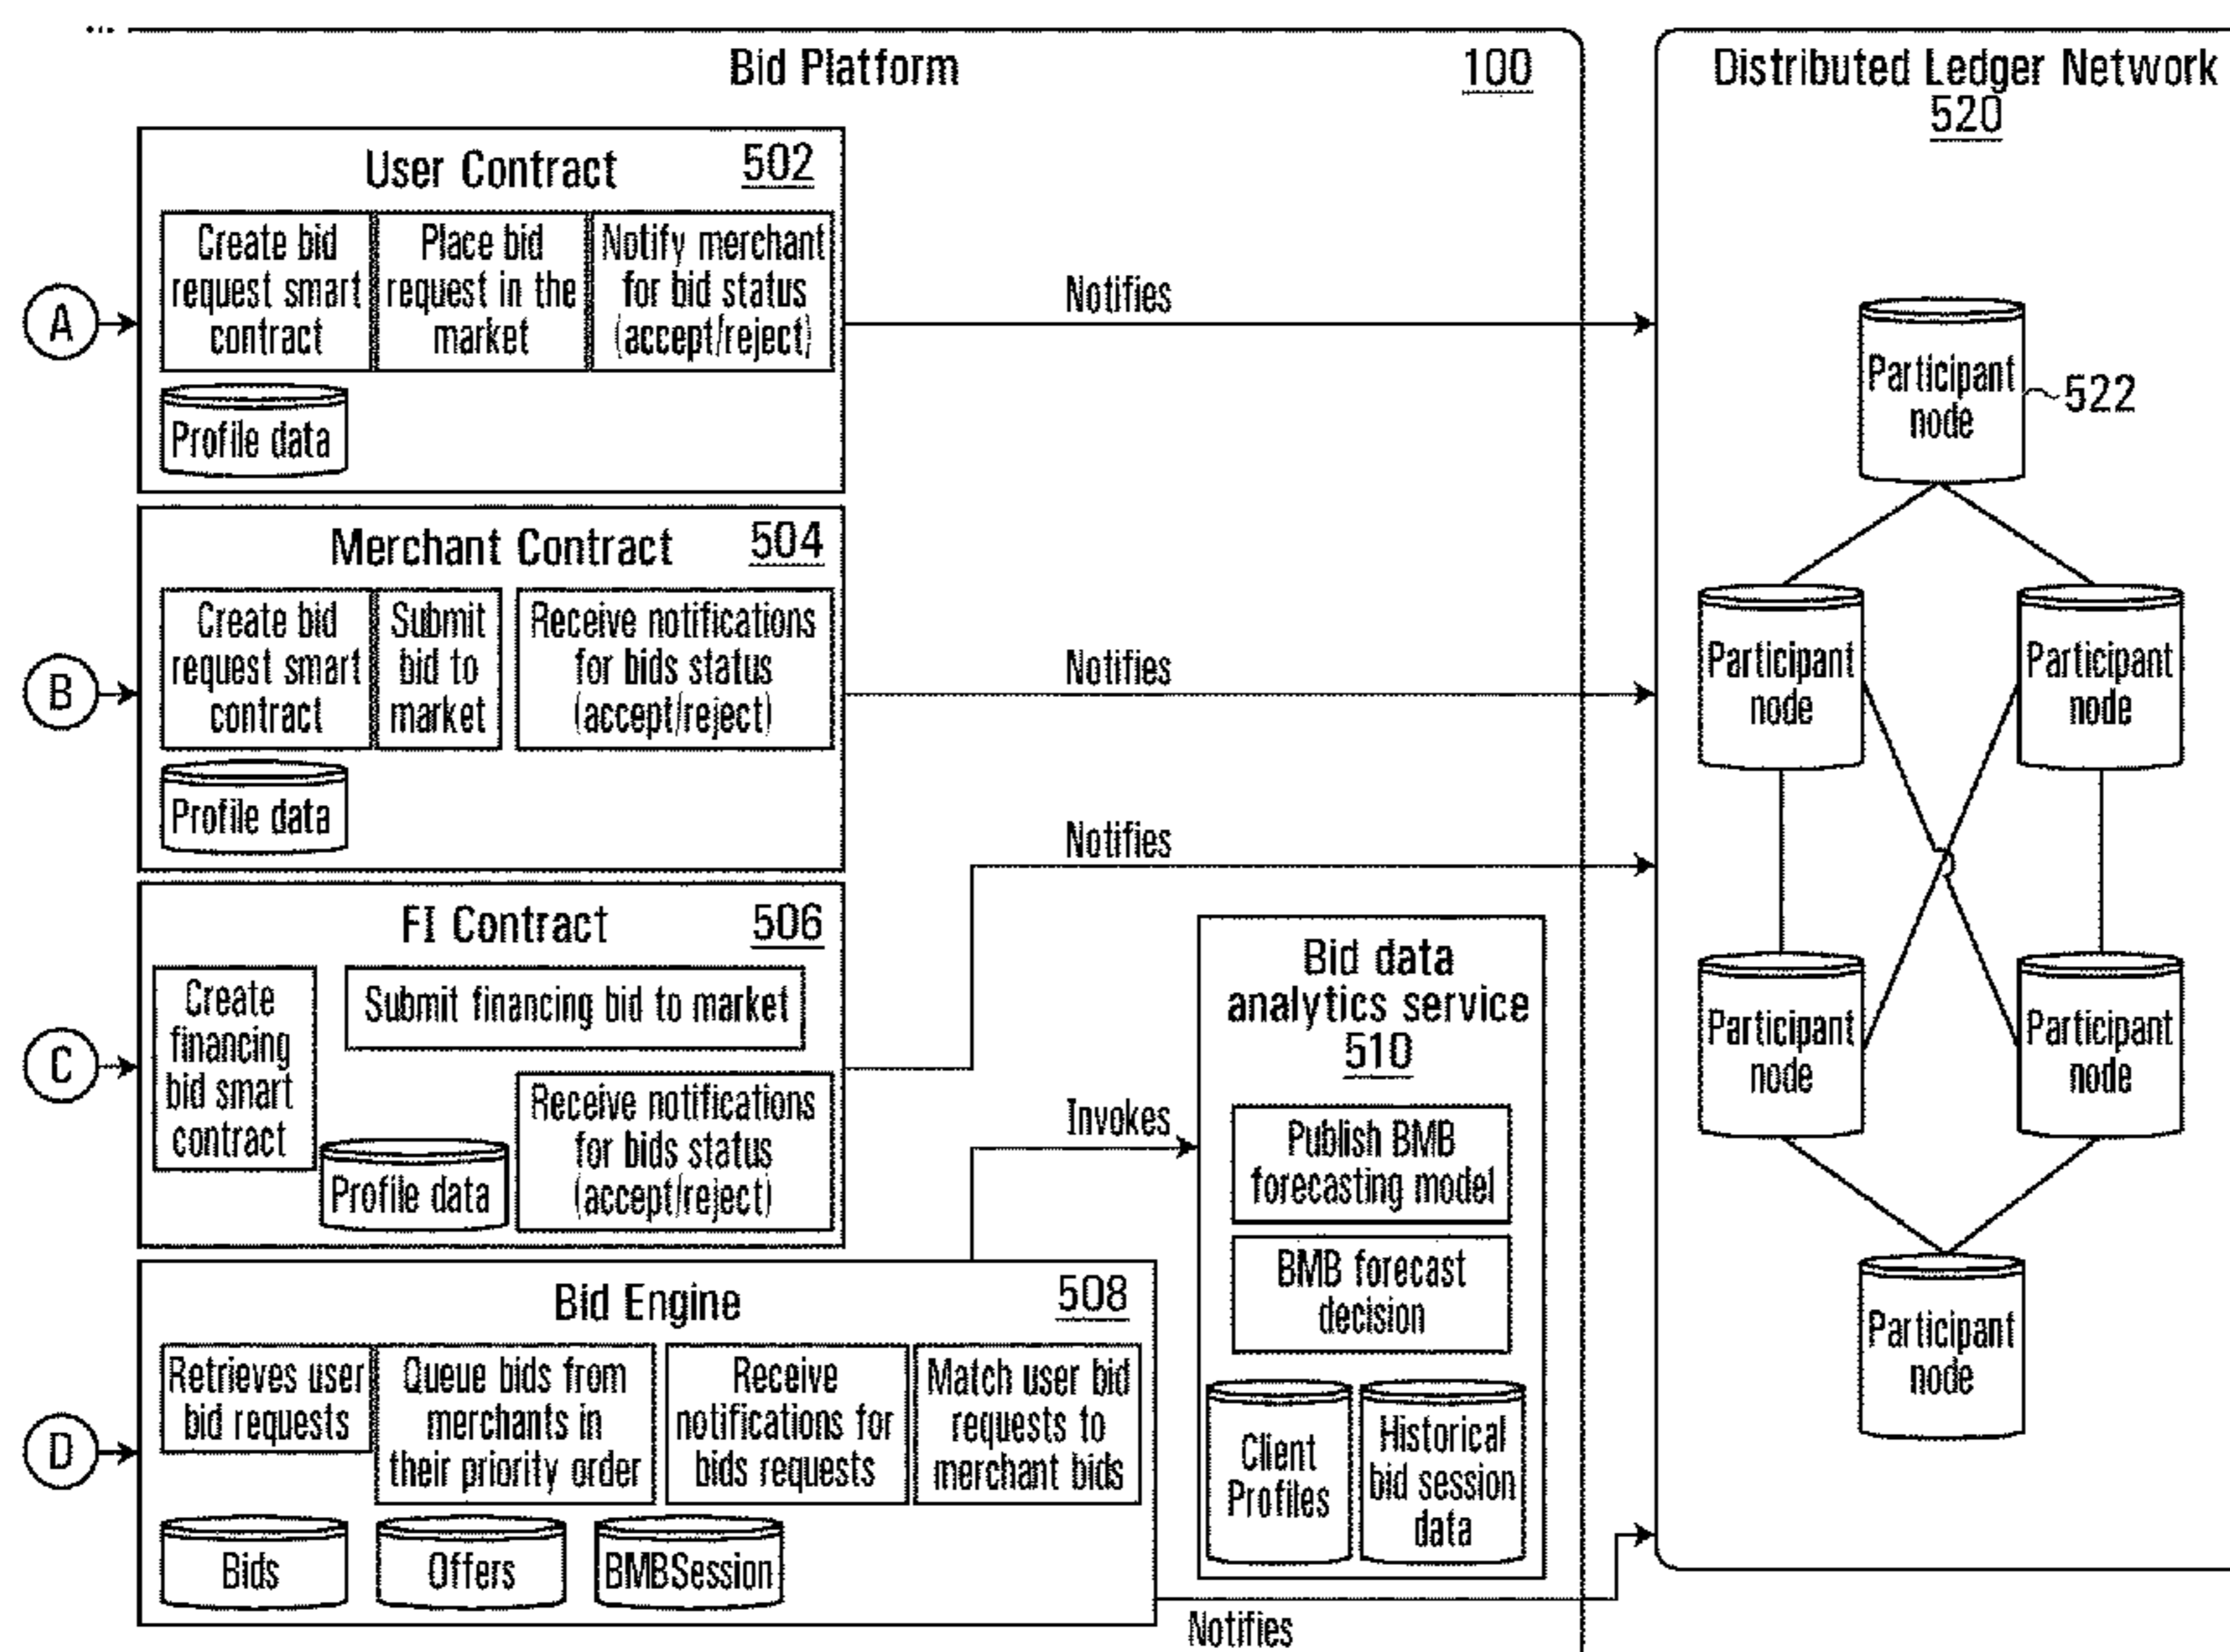 Bid Platform
100
User Contract
502
Create bid
request smart
contract
Place bid
request in the
market
Notify merchant
for bid status
(accept/reject)
Profile data
A
Notifies
Merchant Contract
504
Create bid
request smart
contract
Submit
bid to
market
Receive notifications
for bids status
(accept/reject)
Profile data
B
Notifies
FI Contract
506
Create
financing
bid smart
contract
Submit financing bid to market
Profile data
Receive notifications
for bids status
(accept/reject)
C
Notifies
Bid Engine
508
Retrieves user
bid requests
Queue bids from
merchants in
their priority order
Receive
notifications for
bids requests
Match user bid
requests to
merchant bids
Bids
Offers
BMBSession
D
Invokes
Notifies
Bid data
analytics service
510
Publish BMB
forecasting model
BMB forecast
decision
Client
Profiles
Historical
bid session
data
Distributed Ledger Network
520
Participant
node
522
Participant
node
Participant
node
Participant
node
Participant
node
Participant
node